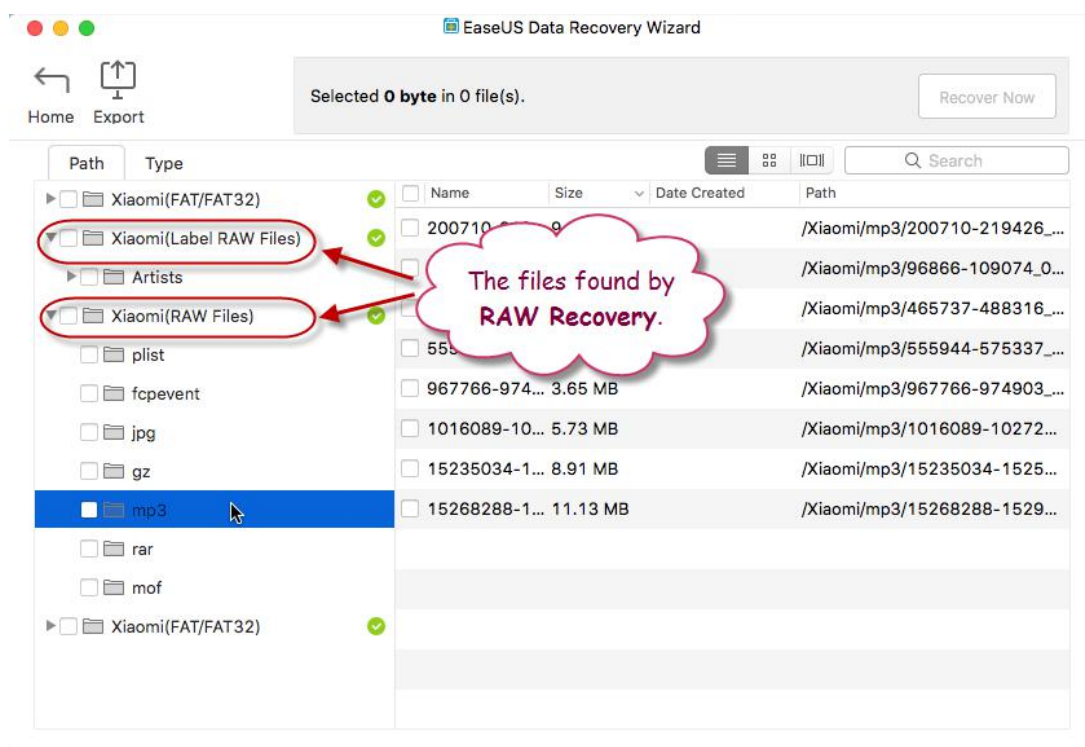 EaseUS Data Recovery Wizard
Home Export
Selected 0 byte in 0 file(s).
Recover Now
Path Type
Search
Xiaomi(FAT/FAT32)
Xiaomi(Label RAW Files)
Artists
Xiaomi(RAW Files)
plist
fcpevent
jpg
gz
mp3
rar
mof
Xiaomi(FAT/FAT32)
Name Size Date Created Path
/Xiaomi/mp3/200710-219426_...
/Xiaomi/mp3/96866-109074_0...
/Xiaomi/mp3/465737-488316_...
/Xiaomi/mp3/555944-575337_...
967766-974... 3.65 MB /Xiaomi/mp3/967766-974903_...
1016089-10... 5.73 MB /Xiaomi/mp3/1016089-10272...
15235034-1... 8.91 MB /Xiaomi/mp3/15235034-1525...
15268288-1... 11.13 MB /Xiaomi/mp3/15268288-1529...
The files found by
RAW Recovery.